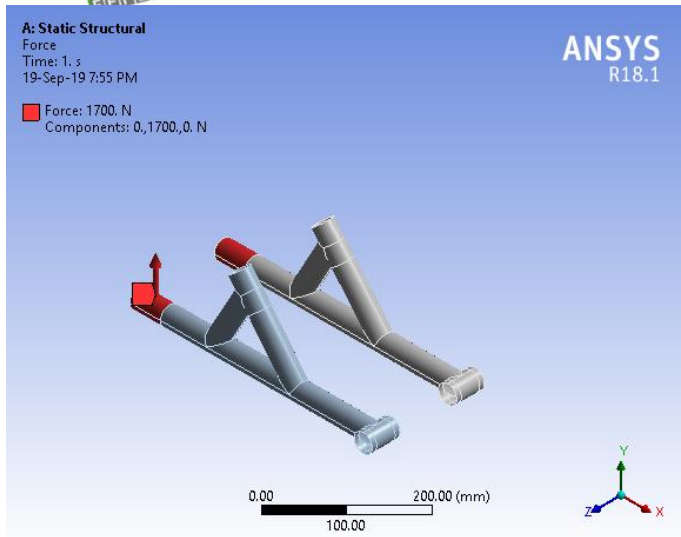 A: Static Structural
Force
Time: 1. s
19-Sep-19 7:55 PM
Force: 1700. N
Components: 0.,1700.,0. N
ANSYS
R18.1
0.00
200.00 (mm)
100.00
Y
Z
X